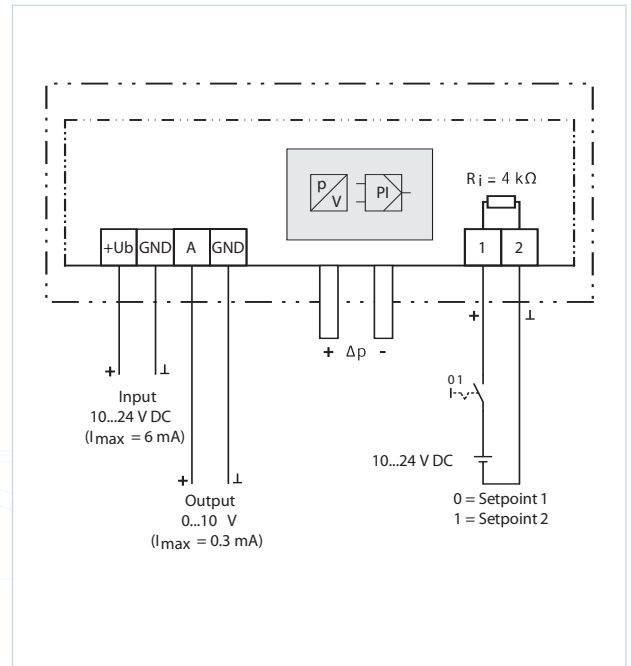 p
V
PI
Ri = 4 kΩ
+Ub GND A GND
1 2
+ ⊥
+ Δp -
+ ⊥
Input
10...24 V DC
(Imax = 6 mA)
0 1
10...24 V DC
+ ⊥
Output
0...10 V
(Imax = 0.3 mA)
0 = Setpoint 1
1 = Setpoint 2